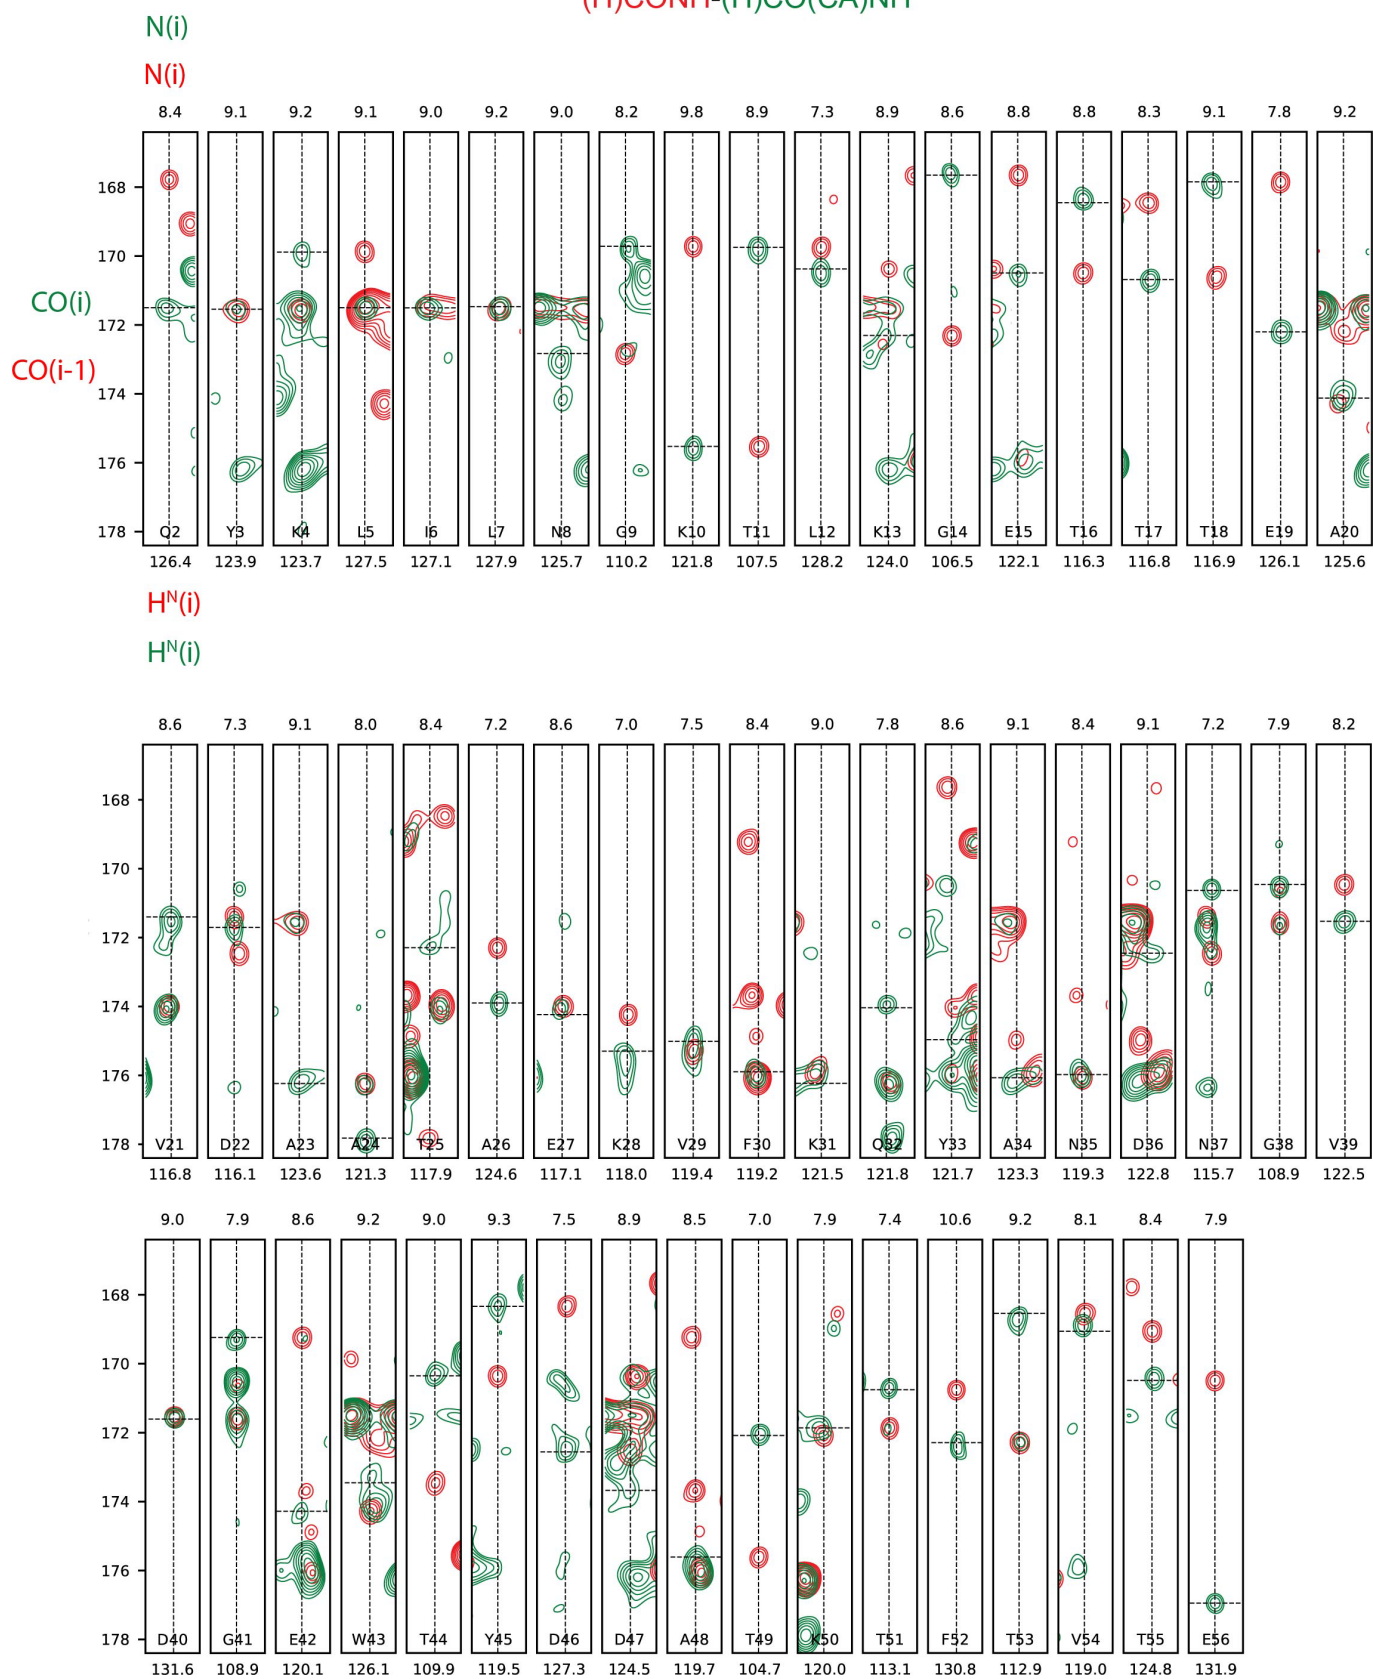 (H)CONH-(H)CO(CA)NH
N(i)
N(i)
8.4 9.1 9.2 9.1 9.0 9.2 9.0 8.2 9.8 8.9 7.3 8.9 8.6 8.8 8.8 8.3 9.1 7.8 9.2
168
170
CO(i)
172
CO(i-1)
174
176
178
Q2 Y3 K4 L5 I6 L7 N8 G9 K10 T11 L12 K13 G14 E15 T16 T17 T18 E19 A20
126.4 123.9 123.7 127.5 127.1 127.9 125.7 110.2 121.8 107.5 128.2 124.0 106.5 122.1 116.3 116.8 116.9 126.1 125.6
Hᴺ(i)
Hᴺ(i)
8.6 7.3 9.1 8.0 8.4 7.2 8.6 7.0 7.5 8.4 9.0 7.8 8.6 9.1 8.4 9.1 7.2 7.9 8.2
168
170
172
174
176
178
V21 D22 A23 A24 T25 A26 E27 K28 V29 F30 K31 Q32 Y33 A34 N35 D36 N37 G38 V39
116.8 116.1 123.6 121.3 117.9 124.6 117.1 118.0 119.4 119.2 121.5 121.8 121.7 123.3 119.3 122.8 115.7 108.9 122.5
9.0 7.9 8.6 9.2 9.0 9.3 7.5 8.9 8.5 7.0 7.9 7.4 10.6 9.2 8.1 8.4 7.9
168
170
172
174
176
178
D40 G41 E42 W43 T44 Y45 D46 D47 A48 T49 K50 T51 F52 T53 V54 T55 E56
131.6 108.9 120.1 126.1 109.9 119.5 127.3 124.5 119.7 104.7 120.0 113.1 130.8 112.9 119.0 124.8 131.9